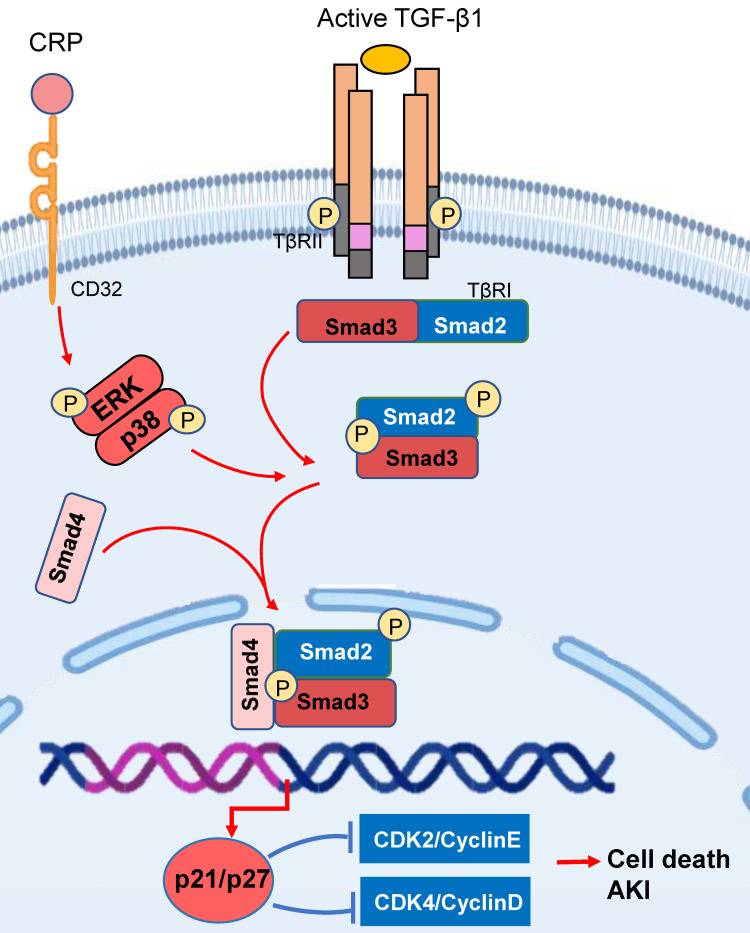 Active TGF-β1
CRP
P
P
TβRII
CD32
TβRI
Smad3
Smad2
P
ERK
P
p38
P
Smad2
P
Smad3
Smad4
P
Smad4
Smad2
P
Smad3
p21/p27
CDK2/CyclinE
CDK4/CyclinD
Cell death
AKI